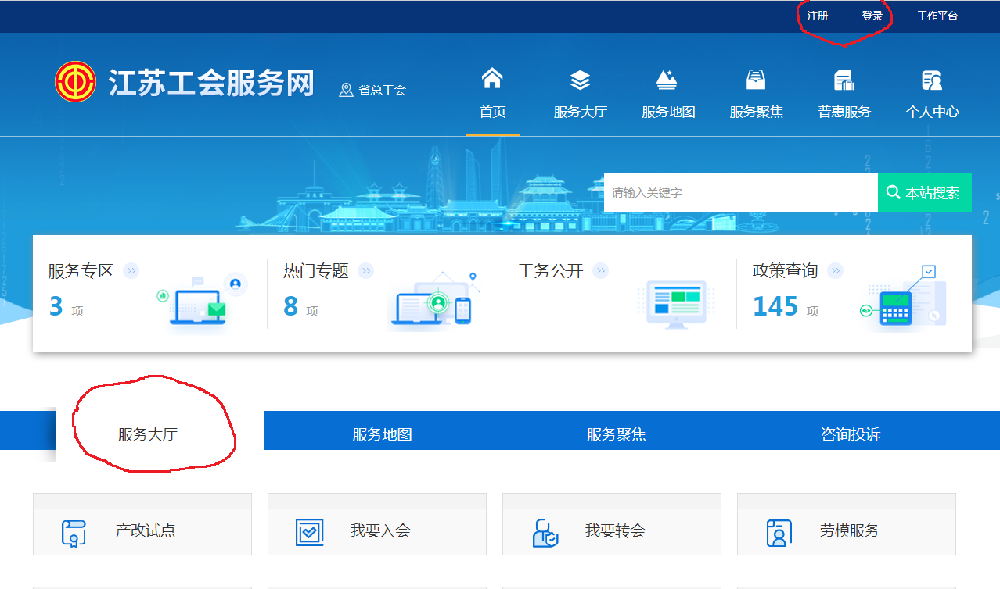 注册 登录 工作平台
江苏工会服务网 省总工会
首页 服务大厅 服务地图 服务聚焦 普惠服务 个人中心
请输入关键字 本站搜索
服务专区 热门专题 工务公开 政策查询
3 项 8 项 145 项
服务大厅 服务地图 服务聚焦 咨询投诉
产改试点 我要入会 我要转会 劳模服务